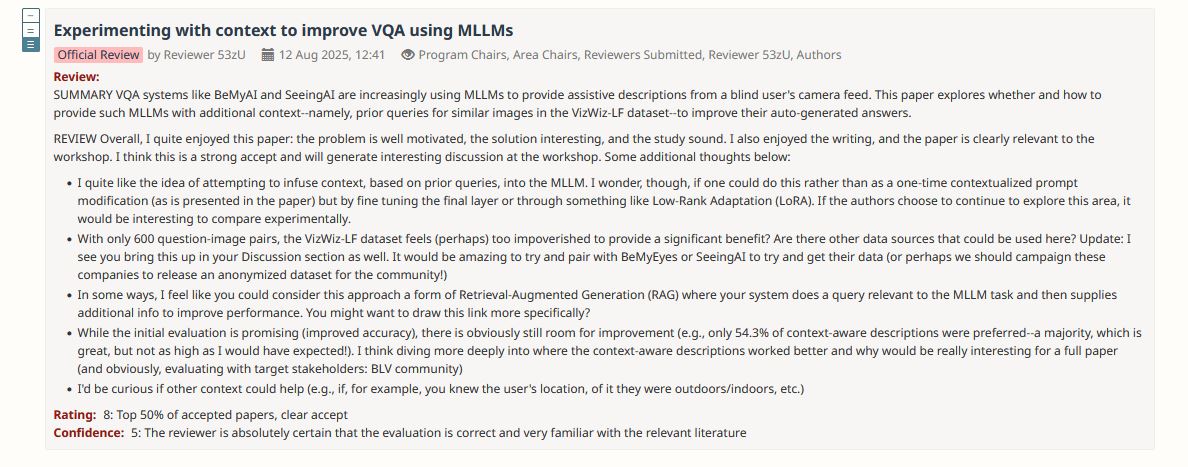 Experimenting with context to improve VQA using MLLMs
Official Review by Reviewer 53zU 12 Aug 2025, 12:41 Program Chairs, Area Chairs, Reviewers Submitted, Reviewer 53zU, Authors
Review:
SUMMARY VQA systems like BeMyAI and SeeingAI are increasingly using MLLMs to provide assistive descriptions from a blind user's camera feed. This paper explores whether and how to
provide such MLLMs with additional context--namely, prior queries for similar images in the VizWiz-LF dataset--to improve their auto-generated answers.
REVIEW Overall, I quite enjoyed this paper: the problem is well motivated, the solution interesting, and the study sound. I also enjoyed the writing, and the paper is clearly relevant to the
workshop. I think this is a strong accept and will generate interesting discussion at the workshop. Some additional thoughts below:
• I quite like the idea of attempting to infuse context, based on prior queries, into the MLLM. I wonder, though, if one could do this rather than as a one-time contextualized prompt
modification (as is presented in the paper) but by fine tuning the final layer or through something like Low-Rank Adaptation (LoRA). If the authors choose to continue to explore this area, it
would be interesting to compare experimentally.
• With only 600 question-image pairs, the VizWiz-LF dataset feels (perhaps) too impoverished to provide a significant benefit? Are there other data sources that could be used here? Update: I
see you bring this up in your Discussion section as well. It would be amazing to try and pair with BeMyEyes or SeeingAI to try and get their data (or perhaps we should campaign these
companies to release an anonymized dataset for the community!)
• In some ways, I feel like you could consider this approach a form of Retrieval-Augmented Generation (RAG) where your system does a query relevant to the MLLM task and then supplies
additional info to improve performance. You might want to draw this link more specifically?
• While the initial evaluation is promising (improved accuracy), there is obviously still room for improvement (e.g., only 54.3% of context-aware descriptions were preferred--a majority, which is
great, but not as high as I would have expected!). I think diving more deeply into where the context-aware descriptions worked better and why would be really interesting for a full paper
(and obviously, evaluating with target stakeholders: BLV community)
• I'd be curious if other context could help (e.g., if, for example, you knew the user's location, of it they were outdoors/indoors, etc.)
Rating: 8: Top 50% of accepted papers, clear accept
Confidence: 5: The reviewer is absolutely certain that the evaluation is correct and very familiar with the relevant literature